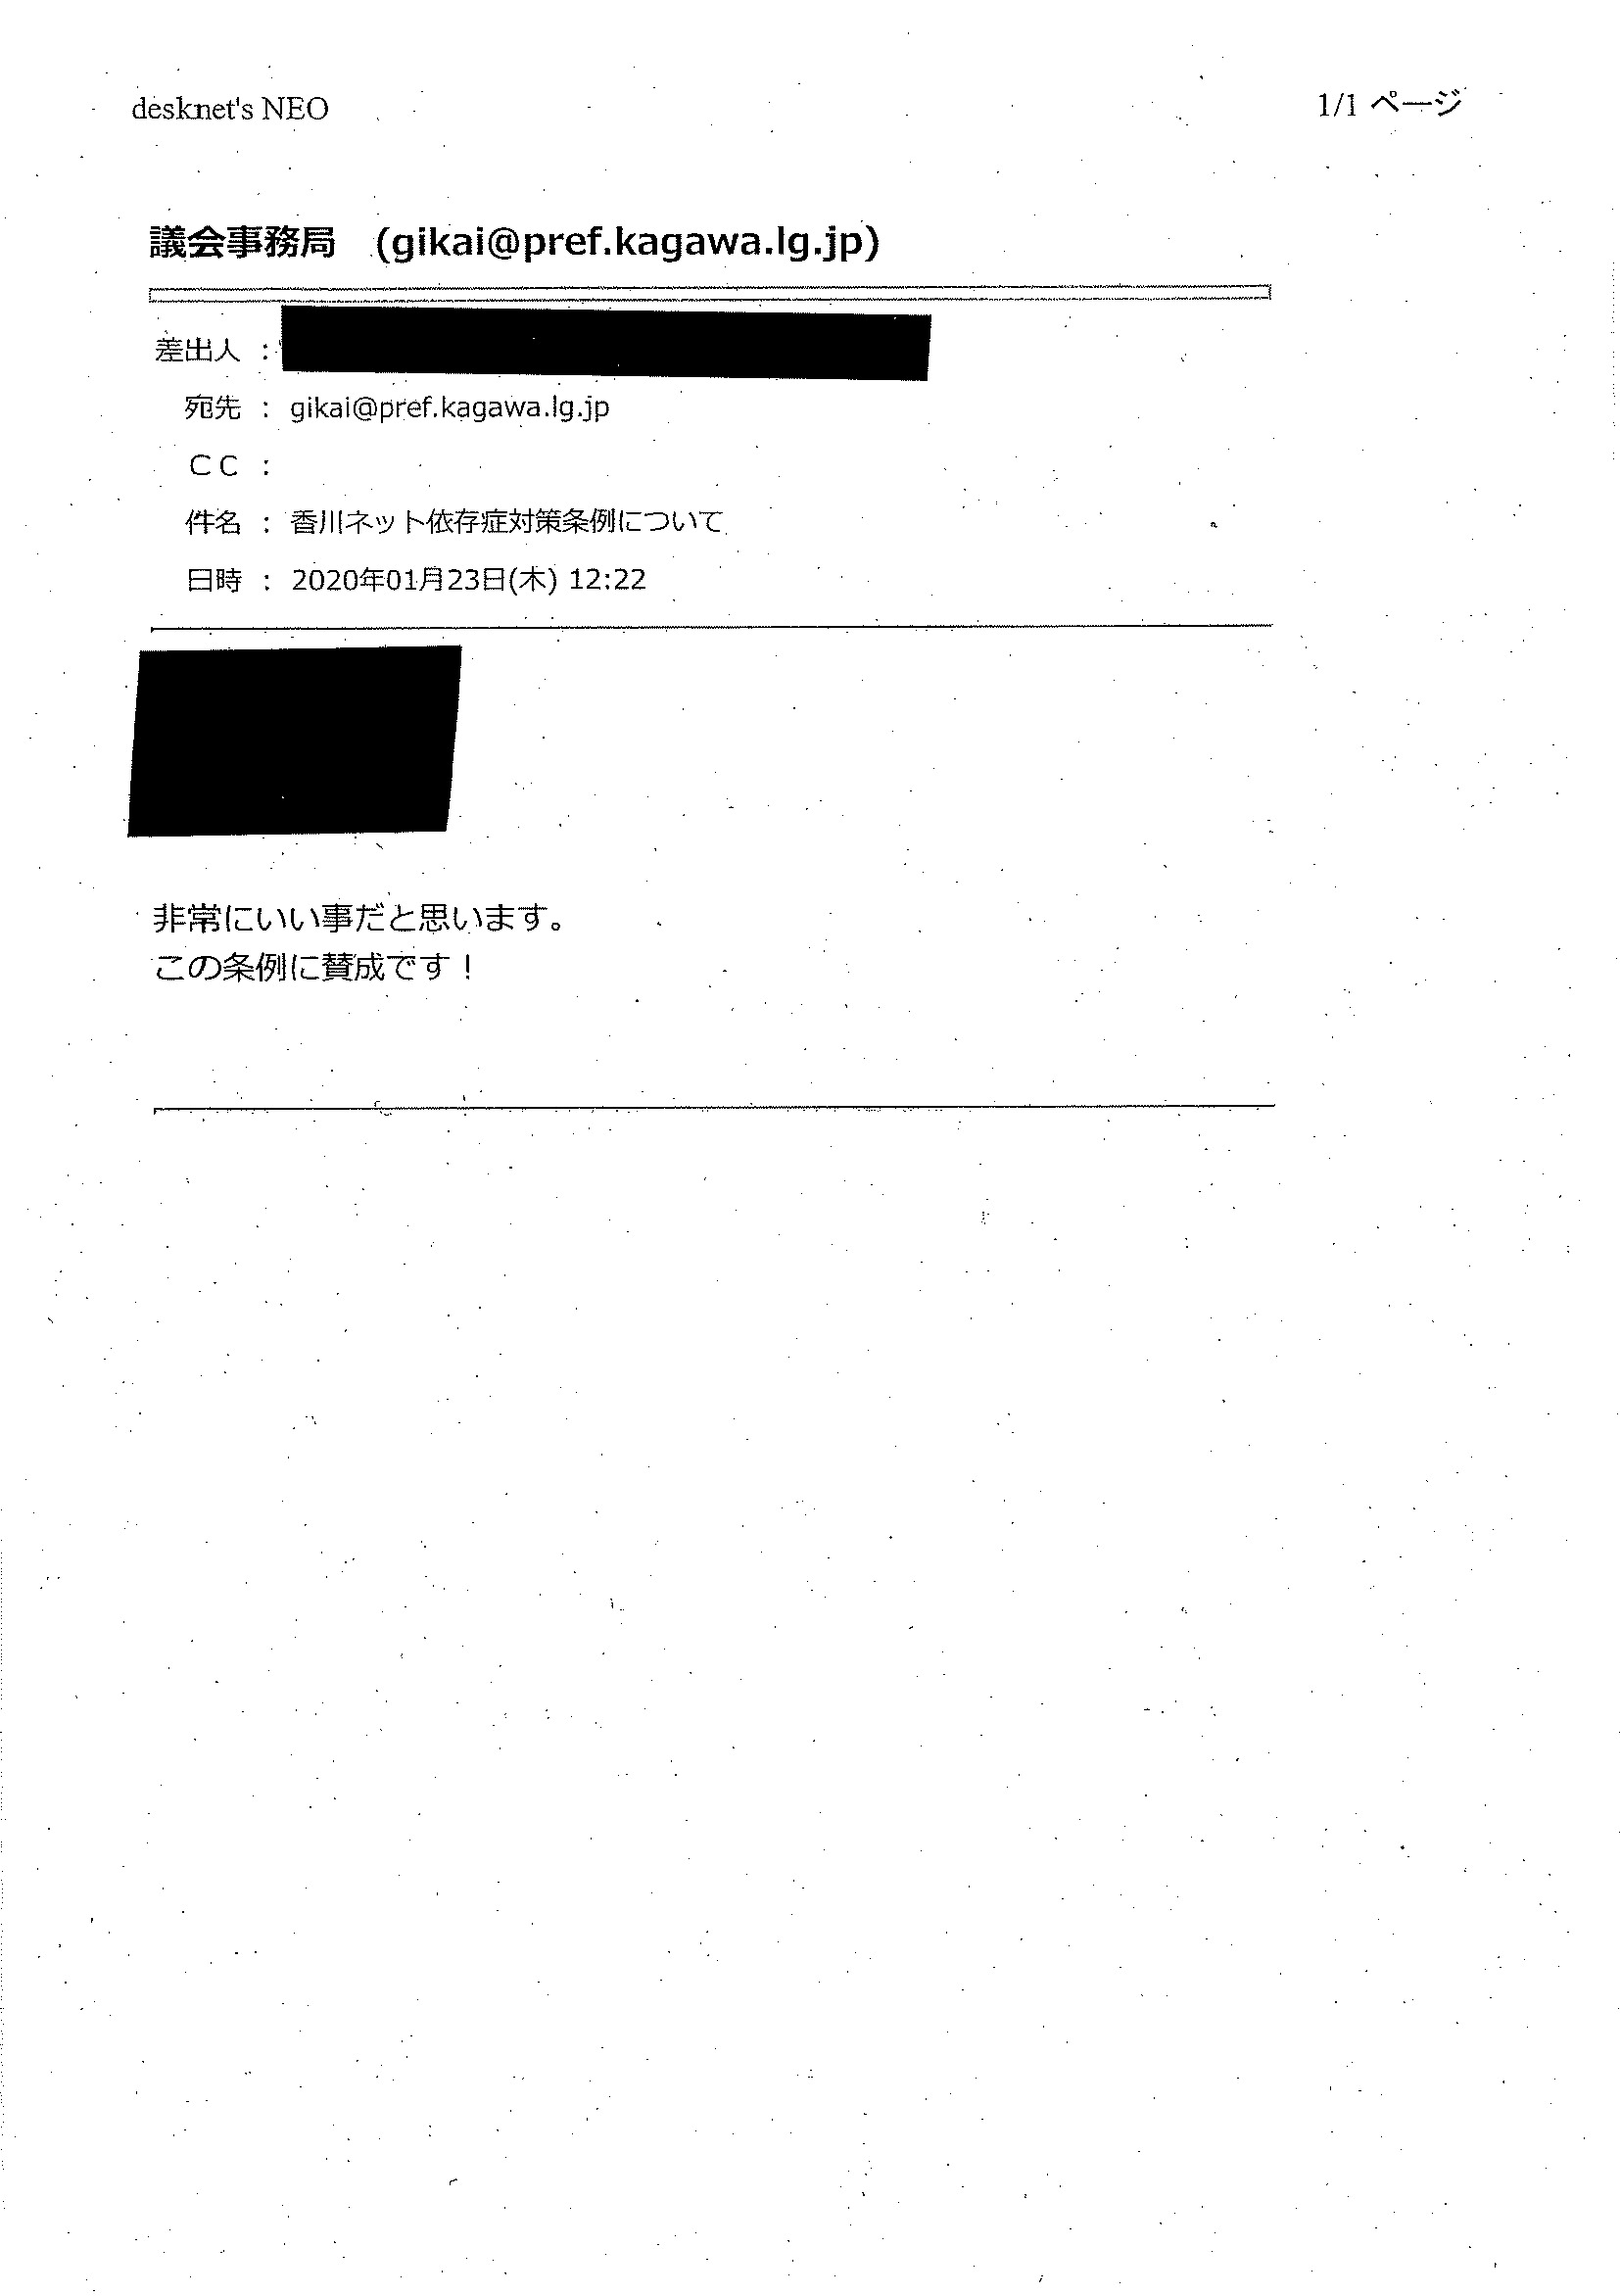 desknet's NEO
1/1 ページ
議会事務局 (gikai@pref.kagawa.lg.jp)
差出人 :
宛先 : gikai@pref.kagawa.lg.jp
ＣＣ :
件名 : 香川ネット依存症対策条例について
日時 : 2020年01月23日(木) 12:22
非常にいい事だと思います。
この条例に賛成です！